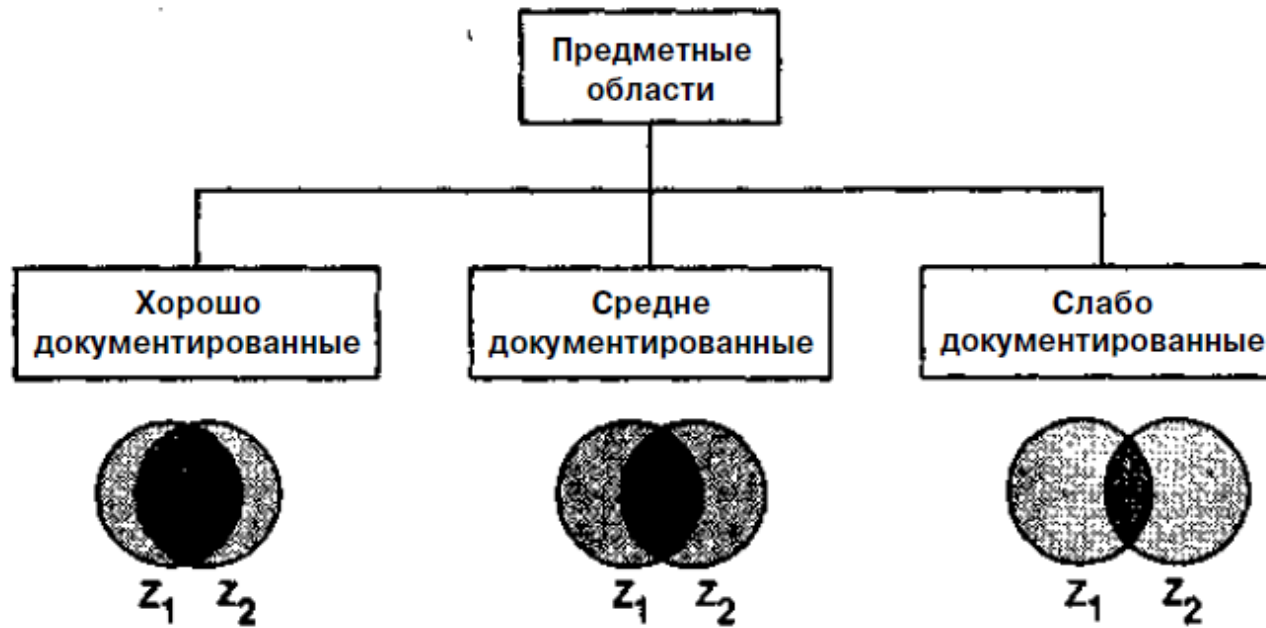 Предметные
области
Хорошо
документированные
Средне
документированные
Слабо
документированные
Z₁ Z₂
Z₁ Z₂
Z₁ Z₂